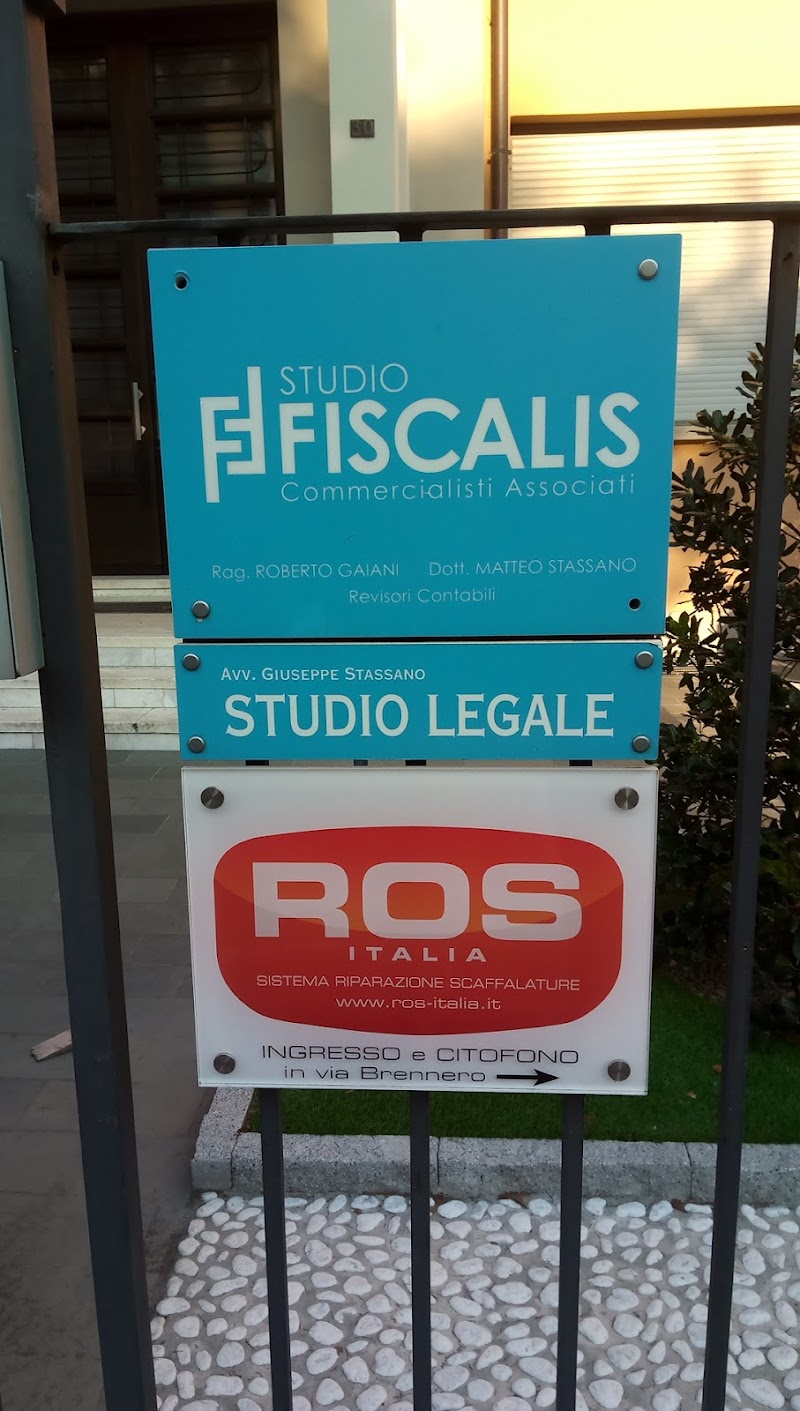 30
STUDIO
FISCALIS
Commercialisti Associati
Rag. ROBERTO GAIANI Dott. MATTEO STASSANO
Revisori Contabili
AVV. GIUSEPPE STASSANO
STUDIO LEGALE
ROS
ITALIA
SISTEMA RIPARAZIONE SCAFFALATURE
www.ros-italia.it
INGRESSO e CITOFONO
in via Brennero